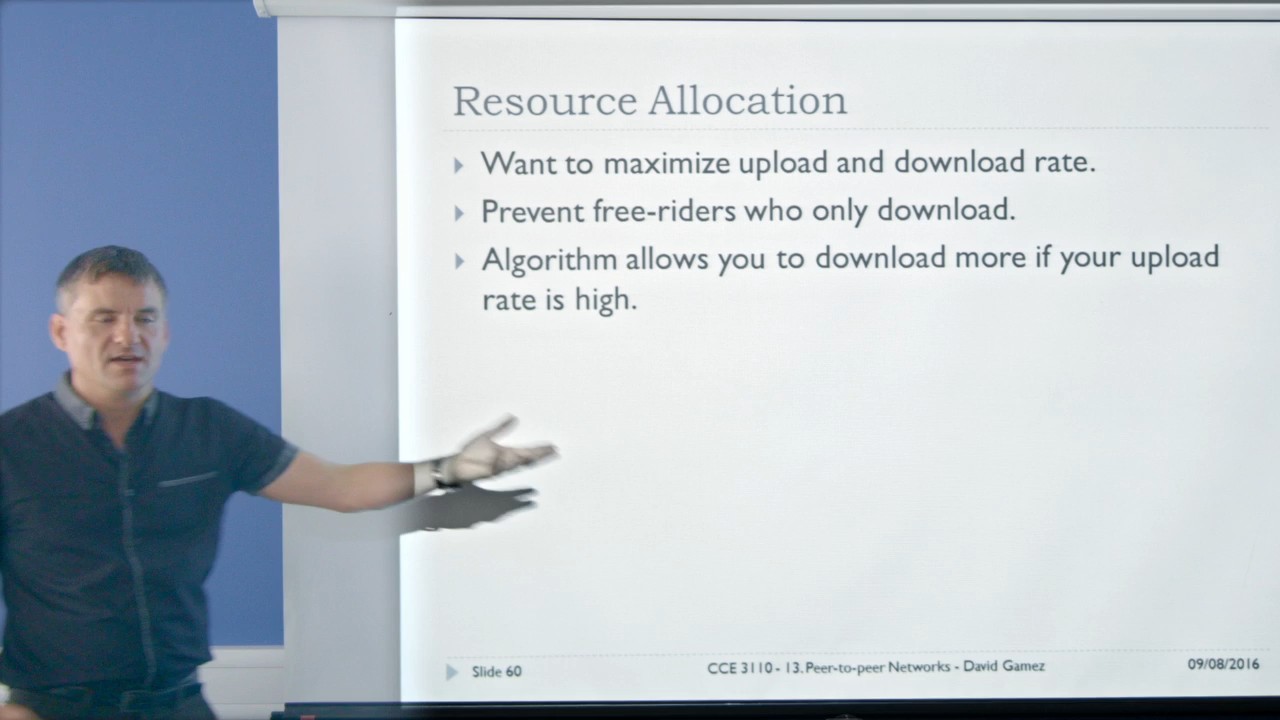 Resource Allocation
Want to maximize upload and download rate.
Prevent free-riders who only download.
Algorithm allows you to download more if your upload
rate is high.
Slide 60
CCE 3110 - 13. Peer-to-peer Networks - David Gamez
09/08/2016